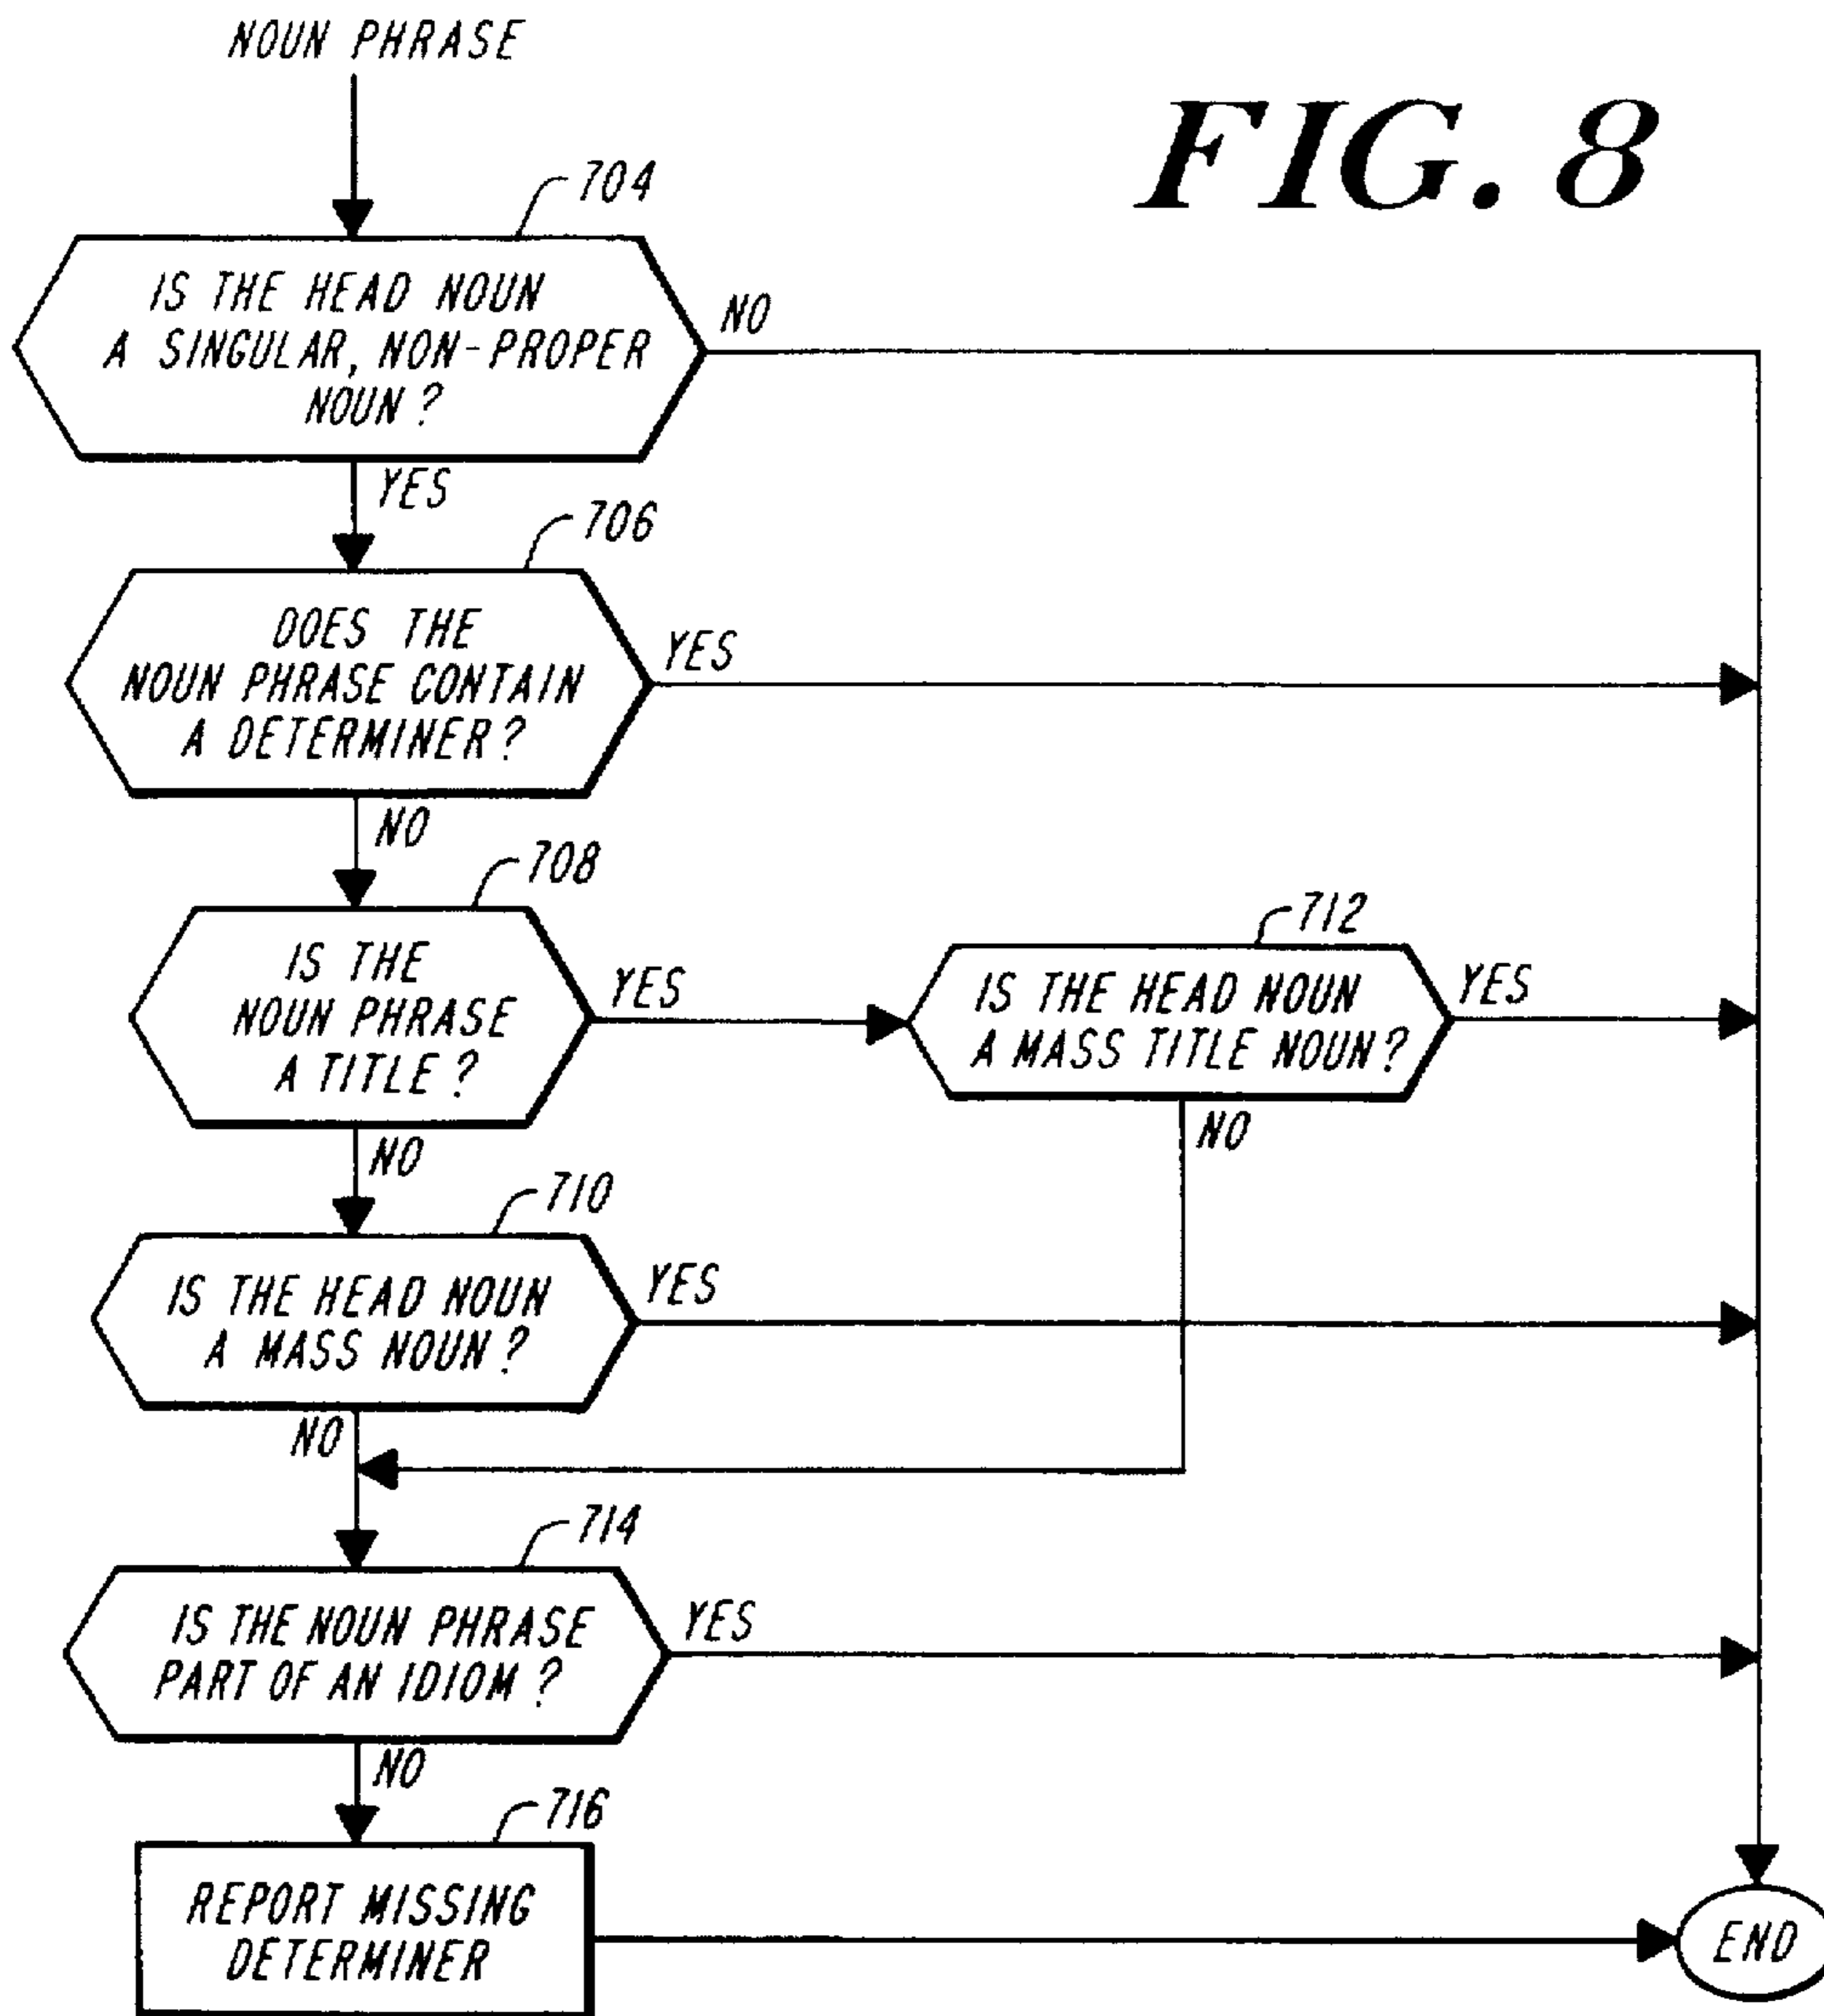 NOUN PHRASE
FIG. 8
704
IS THE HEAD NOUN
A SINGULAR, NON-PROPER
NOUN?
NO
YES
706
DOES THE
NOUN PHRASE CONTAIN
A DETERMINER?
YES
NO
708
IS THE
NOUN PHRASE
A TITLE?
YES
712
IS THE HEAD NOUN
A MASS TITLE NOUN?
YES
NO
NO
710
IS THE HEAD NOUN
A MASS NOUN?
YES
NO
714
IS THE NOUN PHRASE
PART OF AN IDIOM?
YES
NO
716
REPORT MISSING
DETERMINER
END